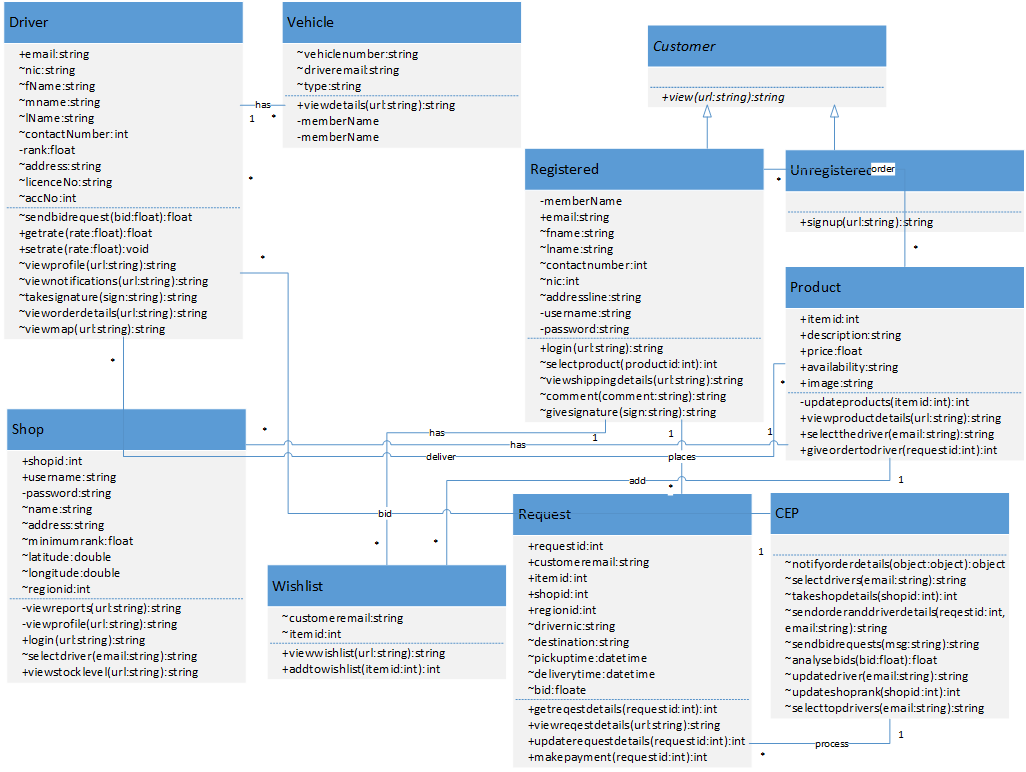 Driver
+email:string
~nic:string
~fName:string
~mname:string
~lName:string
~contactNumber:int
-rank:float
~address:string
~licenceNo:string
~accNo:int
~sendbidrequest(bid:float):float
+getrate(rate:float):float
+setrate(rate:float):void
~viewprofile(url:string):string
~viewnotifications(url:string):string
~takesignature(sign:string):string
~vieworderdetails(url:string):string
~viewmap(url:string):string
Vehicle
~vehiclenumber:string
~driveremail:string
~type:string
+viewdetails(url:string):string
-memberName
-memberName
has
1
*
Customer
+view(url:string):string
Registered
-memberName
+email:string
~fname:string
~lname:string
~contactnumber:int
~nic:int
~addressline:string
-username:string
-password:string
+login(url:string):string
~selectproduct(productid:int):int
~viewshippingdetails(url:string):string
~comment(comment:string):string
~givesignature(sign:string):string
Unregistered
order
*
+signup(url:string):string
*
Product
+itemid:int
+description:string
+price:float
+availability:string
+image:string
-updateproducts(itemid:int):int
+viewproductdetails(url:string):string
+selectthedriver(email:string):string
+giveordertodriver(requestid:int):int
*
*
*
*
*
Shop
+shopid:int
+username:string
-password:string
~name:string
~address:string
~minimumrank:float
~latitude:double
~longitude:double
~regionid:int
-viewreports(url:string):string
-viewprofile(url:string):string
+login(url:string):string
~selectdriver(email:string):string
+viewstocklevel(url:string):string
has
1
1
1
has
deliver
places
add
1
*
bid
*
*
Wishlist
~customeremail:string
~itemid:int
+viewwishlist(url:string):string
+addtowishlist(itemid:int):int
Request
+requestid:int
+customeremail:string
+itemid:int
+shopid:int
+regionid:int
~drivernic:string
~destination:string
~pickuptime:datetime
~deliverytime:datetime
~bid:floate
+getreqestdetails(requestid:int):int
+viewreqestdetails(url:string):string
+updaterequestdetails(requestid:int):int
+makepayment(requestid:int):int
1
CEP
~notifyorderdetails(object:object):object
~selectdrivers(email:string):string
~takeshopdetails(shopid:int):int
~sendorderanddriverdetails(reqestid:int,
email:string):string
~sendbidrequests(msg:string):string
~analysebids(bid:float):float
~updatedriver(email:string):string
~updateshoprank(shopid:int):int
~selecttopdrivers(email:string):string
process
1
*